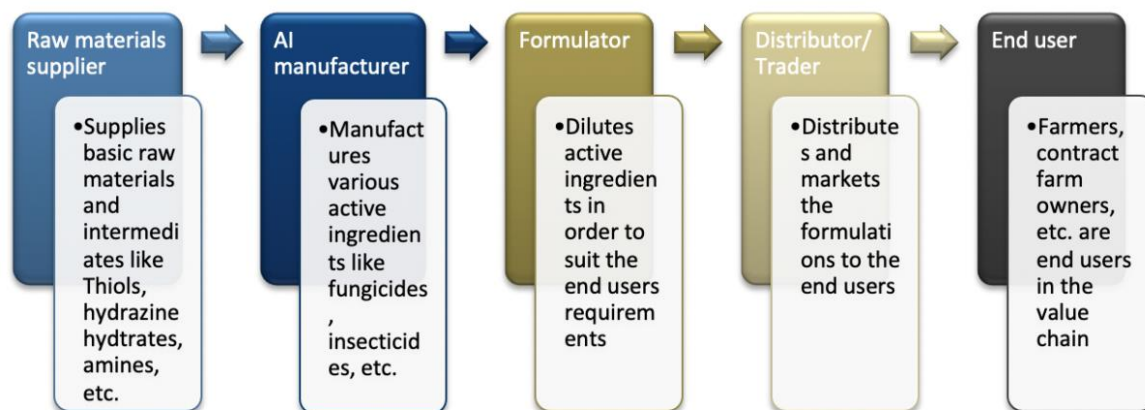 Raw materials
supplier
•Supplies
basic raw
materials
and
intermedi
ates like
Thiols,
hydrazine
hydtrates,
amines,
etc.
AI
manufacturer
•Manufact
ures
various
active
ingredien
ts like
fungicides
,
insecticid
es, etc.
Formulator
•Dilutes
active
ingredien
ts in
order to
suit the
end users
requirem
ents
Distributor/
Trader
•Distribute
s and
markets
the
formulati
ons to the
end users
End user
•Farmers,
contract
farm
owners,
etc. are
end users
in the
value
chain